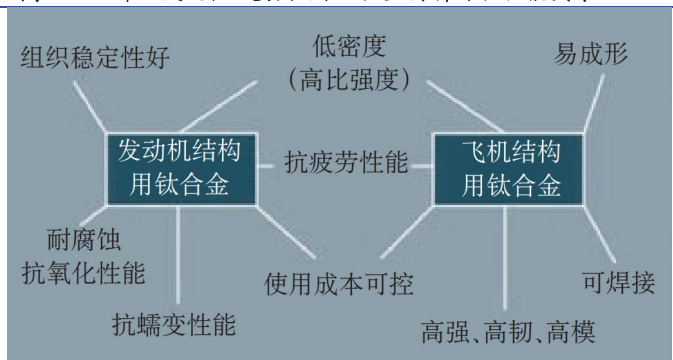 组织稳定性好
低密度
(高比强度)
易成形
发动机结构
用钛合金
抗疲劳性能
飞机结构
用钛合金
耐腐蚀
抗氧化性能
使用成本可控
可焊接
抗蠕变性能
高强、高韧、高模